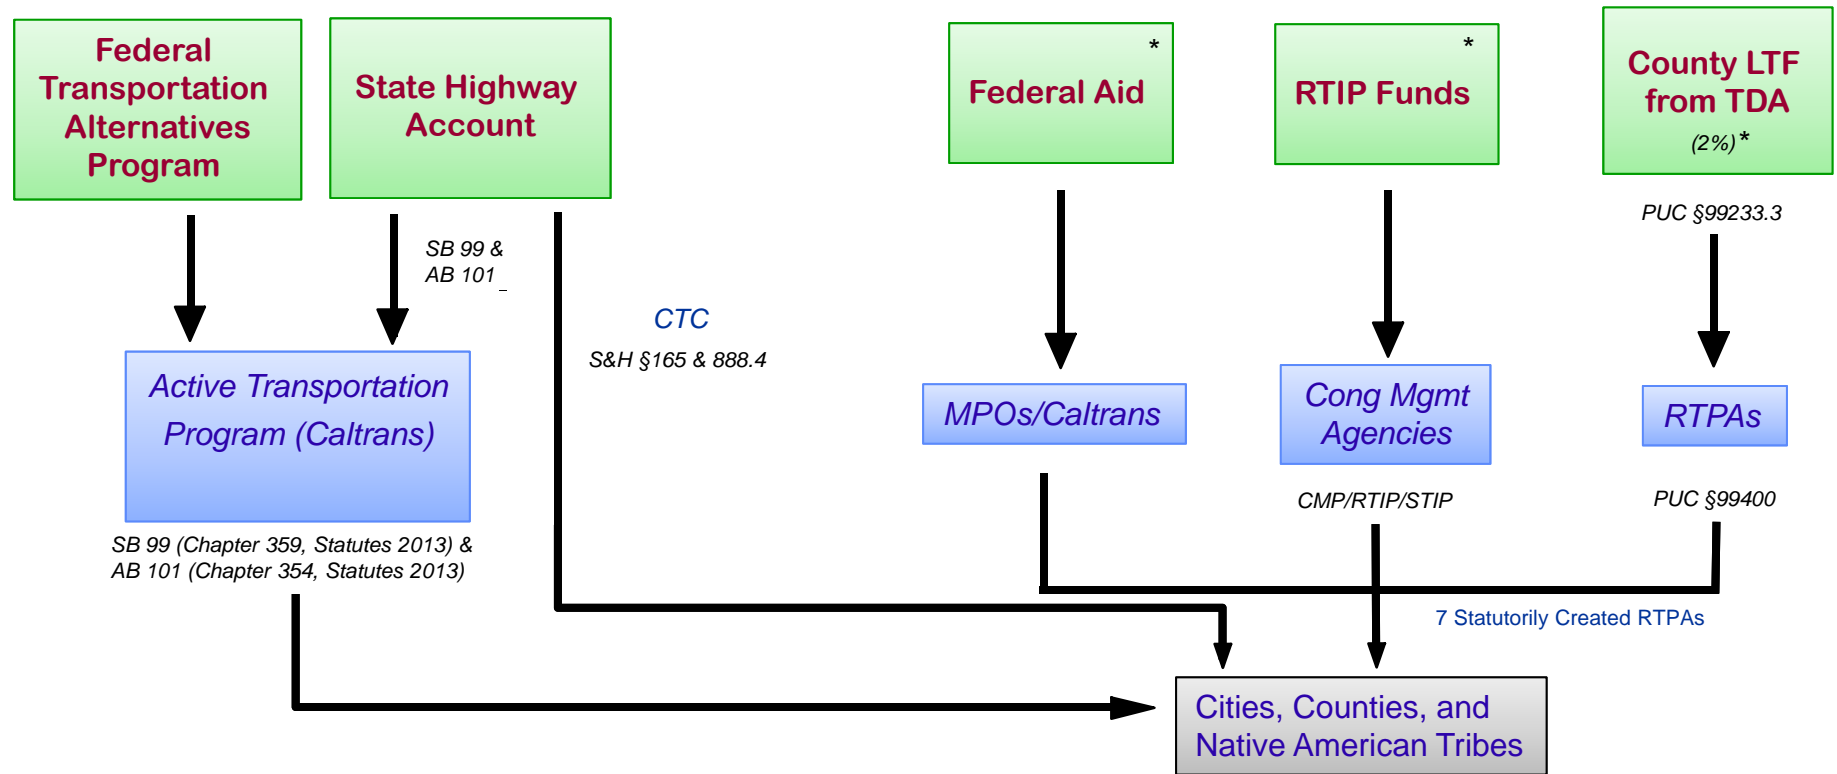 Federal
Transportation
Alternatives
Program
State Highway
Account
*
Federal Aid
*
RTIP Funds
County LTF
from TDA
(2%)*
PUC §99233.3
SB 99 &
AB 101_
CTC
S&H §165 & 888.4
Active Transportation
Program (Caltrans)
MPOs/Caltrans
Cong Mgmt
Agencies
RTPAs
CMP/RTIP/STIP
PUC §99400
SB 99 (Chapter 359, Statutes 2013) &
AB 101 (Chapter 354, Statutes 2013)
7 Statutorily Created RTPAs
Cities, Counties, and
Native American Tribes